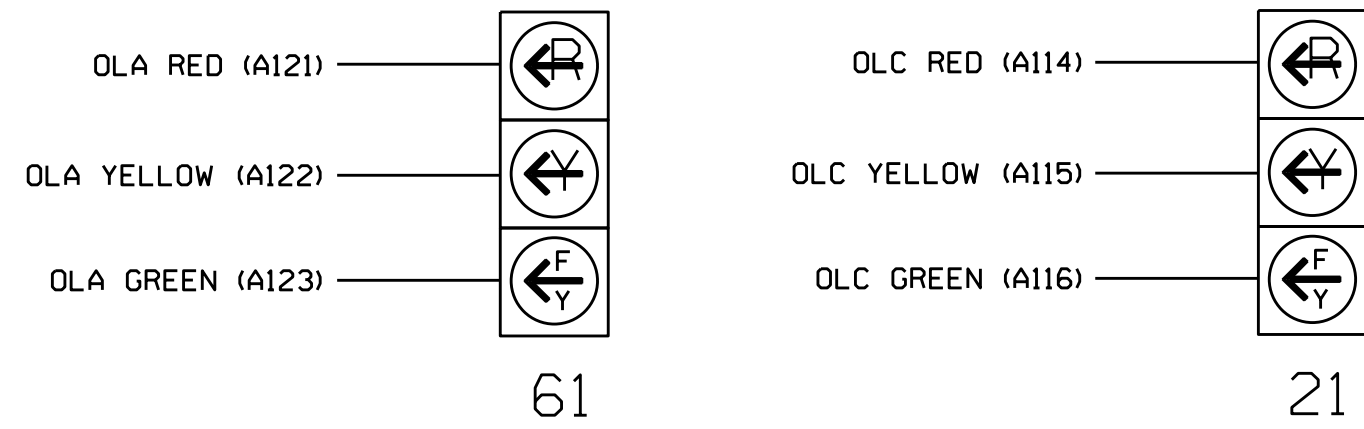 OLA RED (A121)
R
OLC RED (A114)
R
OLA YELLOW (A122)
Y
OLC YELLOW (A115)
Y
OLA GREEN (A123)
F
Y
OLC GREEN (A116)
F
Y
61
21